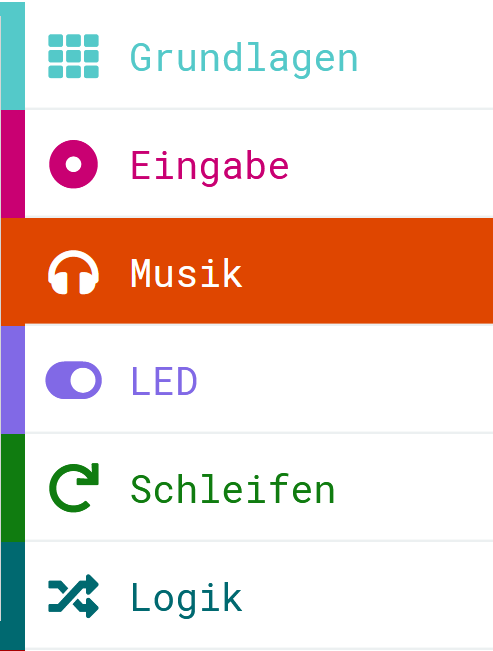 Grundlagen
Eingabe
Musik
LED
Schleifen
Logik